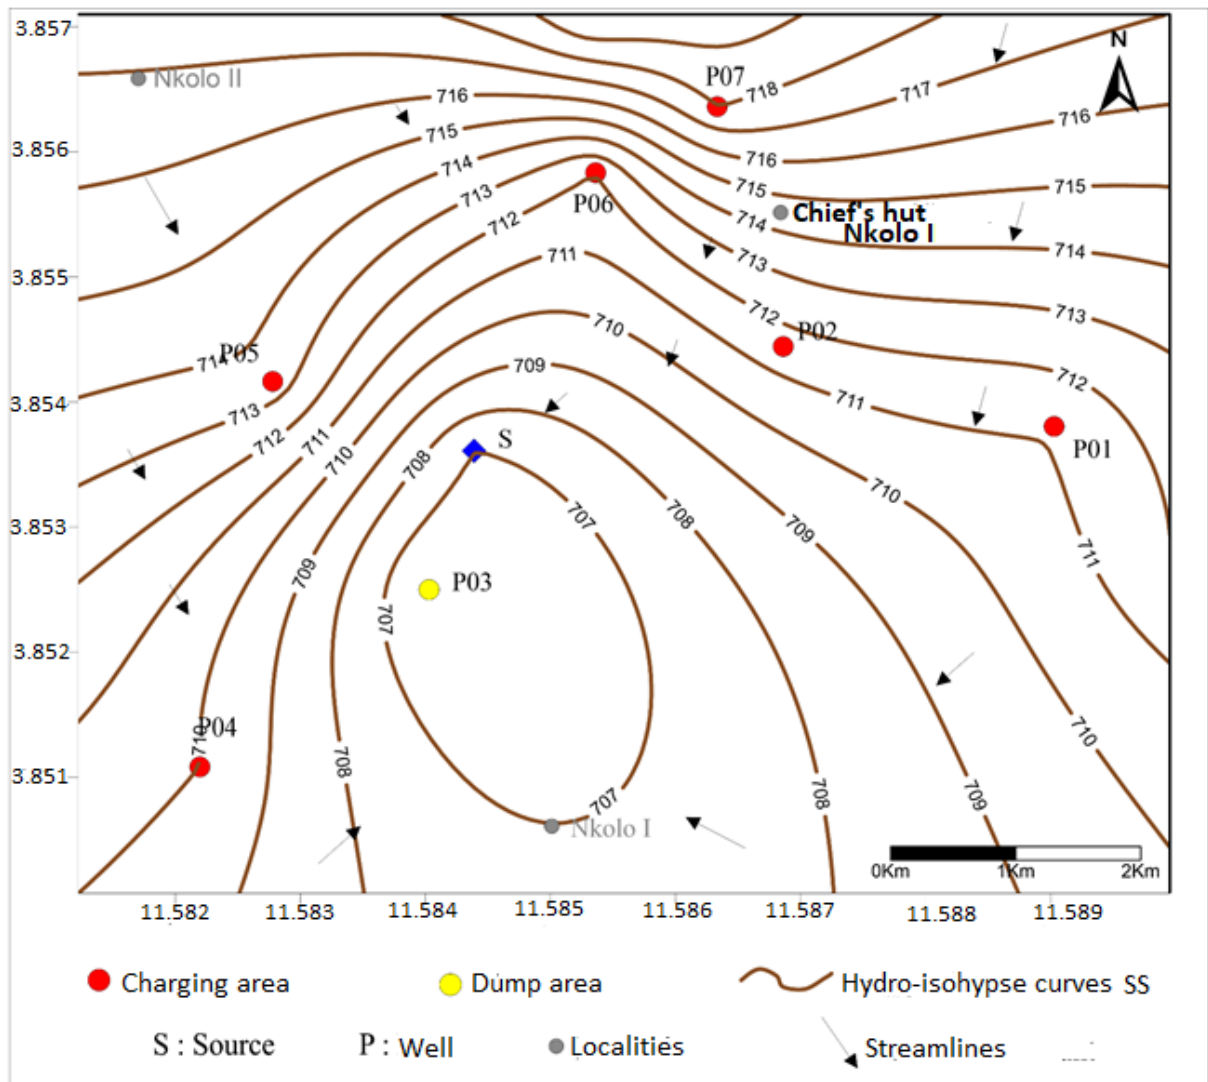 3.857
N
P07
Nkolo II
718
717
716
716
3.856
715
716
714
715
715
713
P06
Chief's hut
712
714
Nkolo I
714
711
713
3.855
712
713
710
P02
P05
714
709
712
3.854
713
711
712
S
P01
711
708
710
710
707
708
709
3.853
711
709
P03
707
3.852
P04
710
710
708
3.851
708
709
707
Nkolo I
0Km 1Km 2Km
11.582 11.583 11.584 11.585 11.586 11.587 11.588 11.589
Charging area Dump area Hydro-isohypse curves SS
S : Source P : Well Localities Streamlines